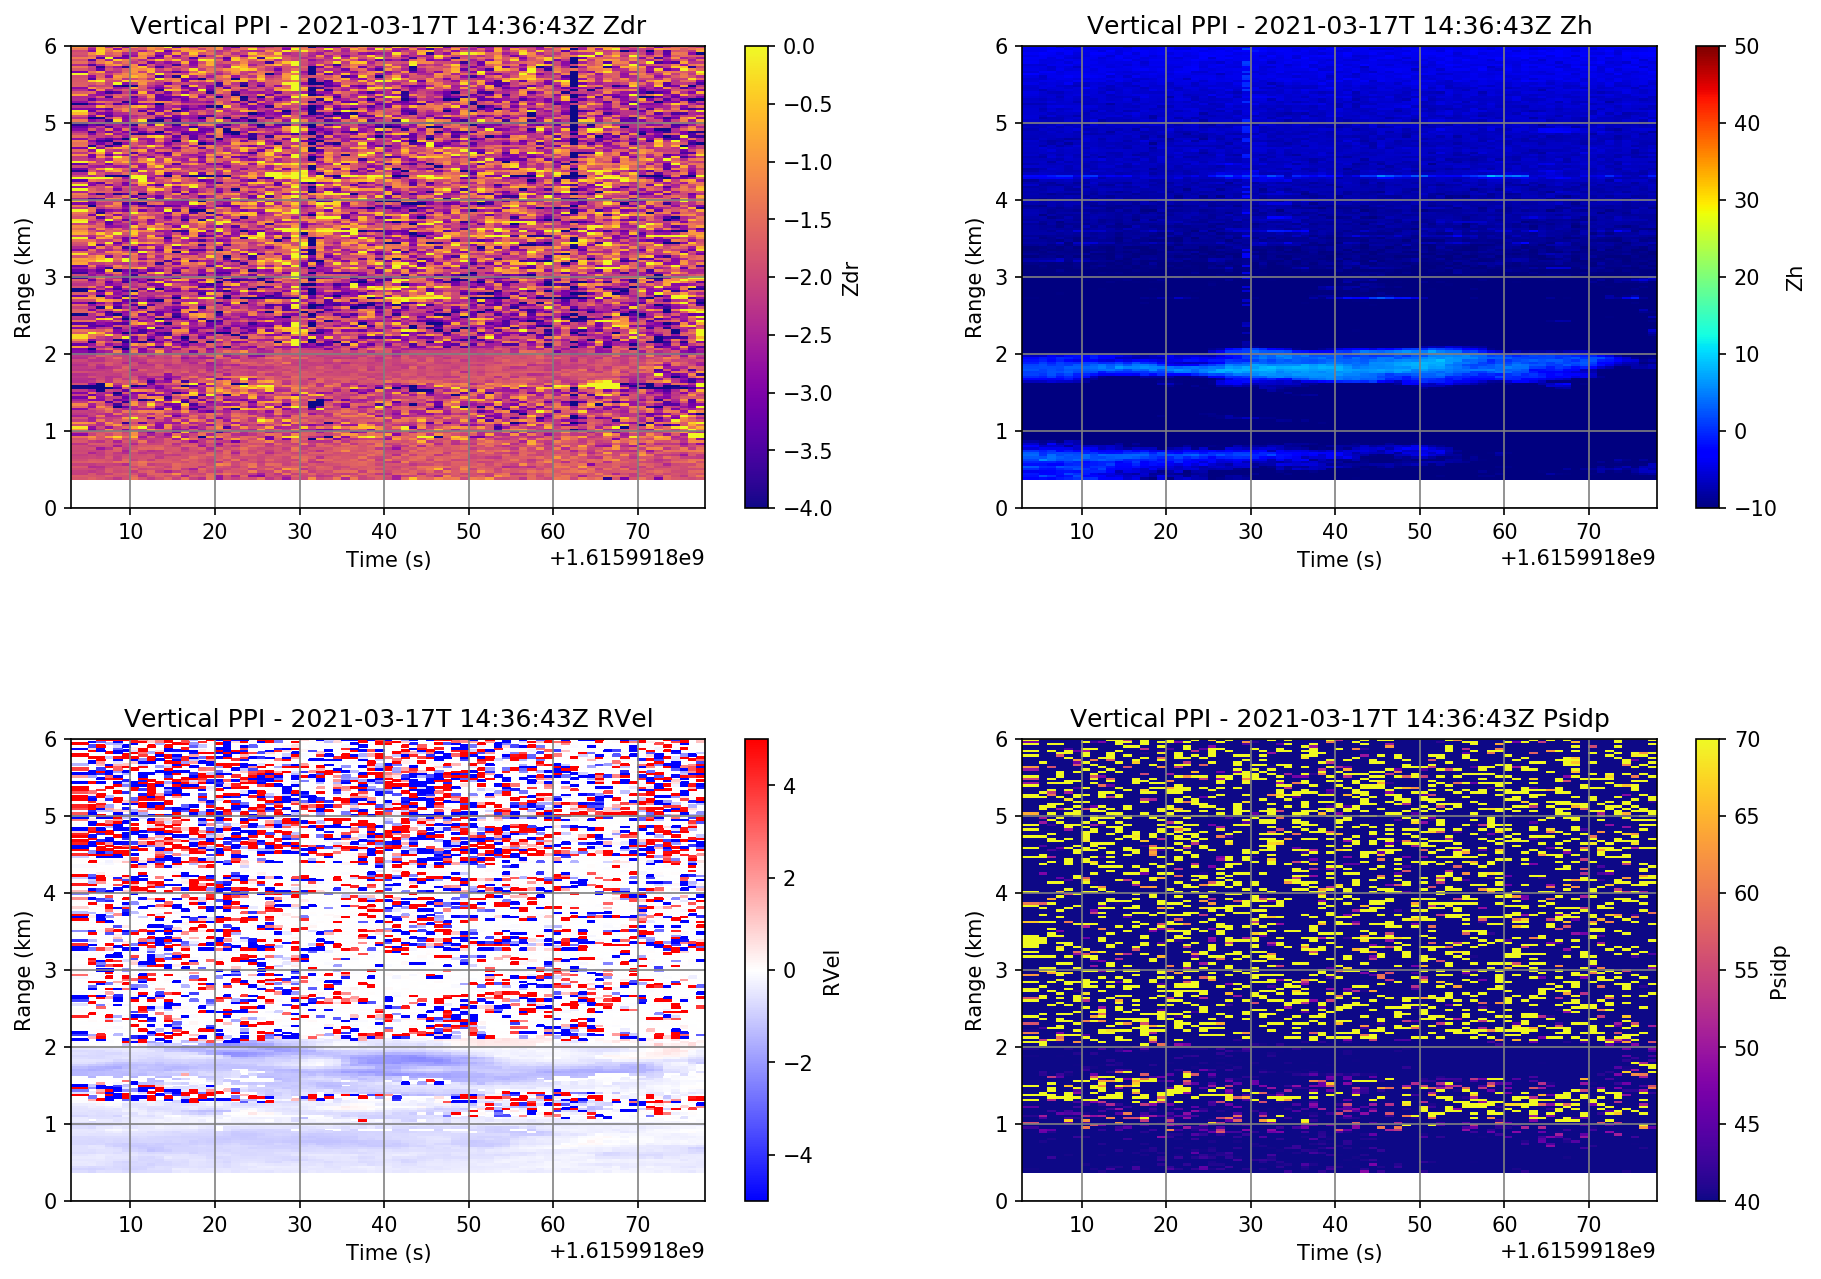 Vertical PPI - 2021-03-17T 14:36:43Z Zdr
6
5
4
3
2
1
0
Range (km)
10 20 30 40 50 60 70
Time (s)
+1.6159918e9
0.0
−0.5
−1.0
−1.5
−2.0
−2.5
−3.0
−3.5
−4.0
Zdr
Vertical PPI - 2021-03-17T 14:36:43Z Zh
6
5
4
3
2
1
0
Range (km)
10 20 30 40 50 60 70
Time (s)
+1.6159918e9
50
40
30
20
10
0
−10
Zh
Vertical PPI - 2021-03-17T 14:36:43Z RVel
6
5
4
3
2
1
0
Range (km)
10 20 30 40 50 60 70
Time (s)
+1.6159918e9
4
2
0
−2
−4
RVel
Vertical PPI - 2021-03-17T 14:36:43Z Psidp
6
5
4
3
2
1
0
Range (km)
10 20 30 40 50 60 70
Time (s)
+1.6159918e9
70
65
60
55
50
45
40
Psidp